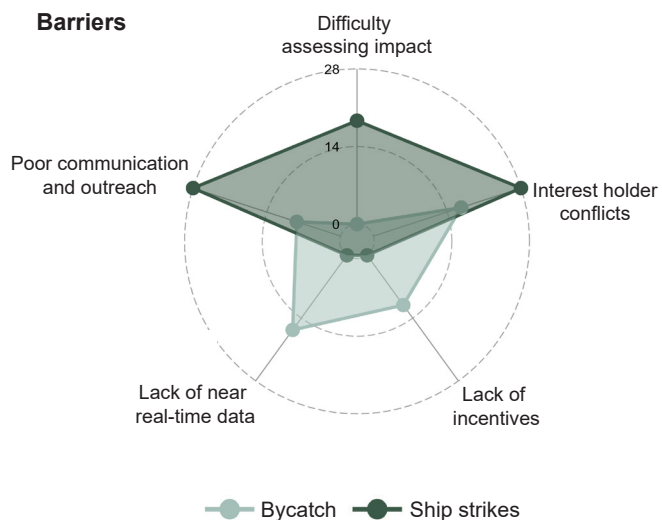 Barriers
Difficulty
assessing impact
28
14
0
Poor communication
and outreach
Interest holder
conflicts
Lack of near
real-time data
Lack of
incentives
Bycatch
Ship strikes